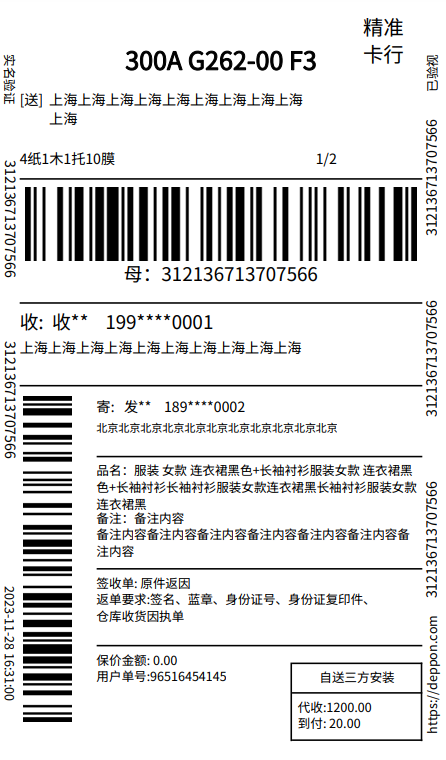 精准
卡行
300A G262-00 F3
实名验证
已验视
[送] 上海上海上海上海上海上海上海上海上海
上海
4纸1木1托10膜 1/2
312136713707566
312136713707566
母：312136713707566
收: 收** 199****0001
上海上海上海上海上海上海上海上海上海上海
312136713707566
312136713707566
寄: 发** 189****0002
北京北京北京北京北京北京北京北京北京北京北京
品名：服装 女款 连衣裙黑色+长袖衬衫服装女款 连衣裙黑
色+长袖衬衫长袖衬衫服装女款连衣裙黑长袖衬衫服装女款
连衣裙黑
备注：备注内容
备注内容备注内容备注内容备注内容备注内容备注内容备
注内容
312136713707566
签收单: 原件返因
返单要求:签名、蓝章、身份证号、身份证复印件、
仓库收货因执单
2023-11-28 16:31:00
https://deppon.com
保价金额: 0.00
用户单号:96516454145
自送三方安装
代收:1200.00
到付: 20.00